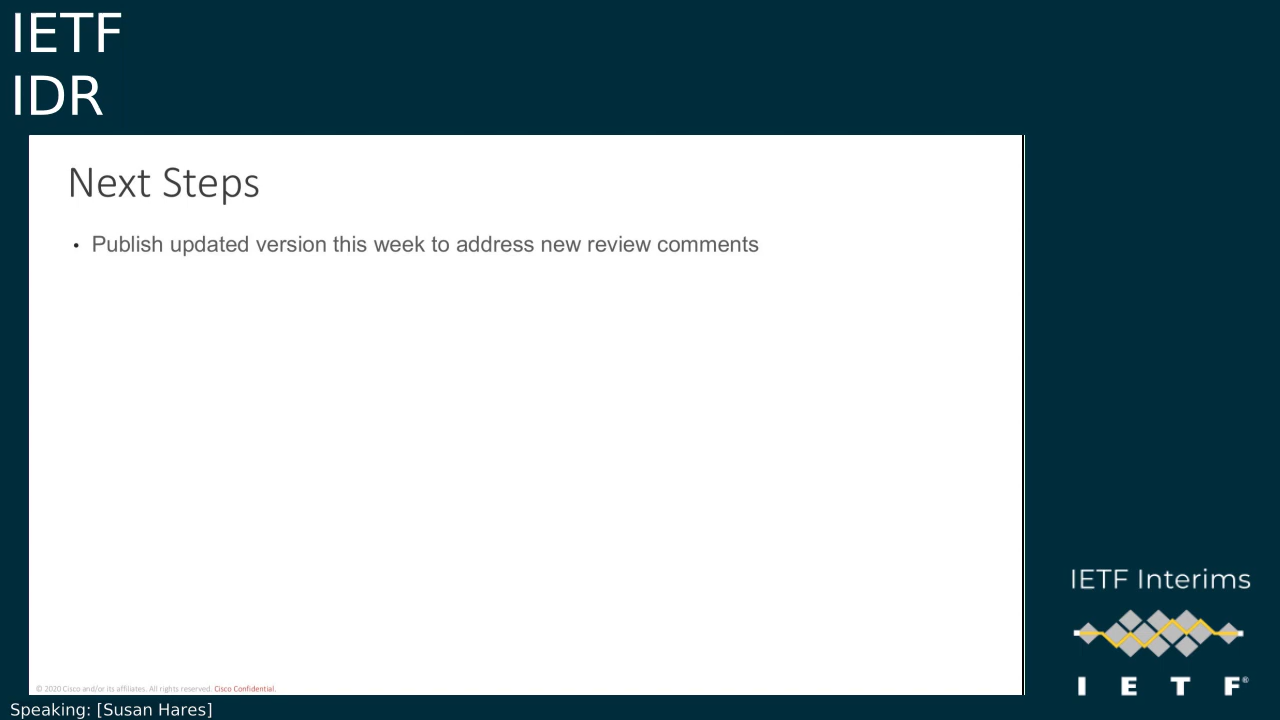 IETF
IDR
Next Steps
• Publish updated version this week to address new review comments
IETF Interims
I E T F®
© 2020 Cisco and/or its affiliates. All rights reserved. Cisco Confidential.
Speaking: [Susan Hares]